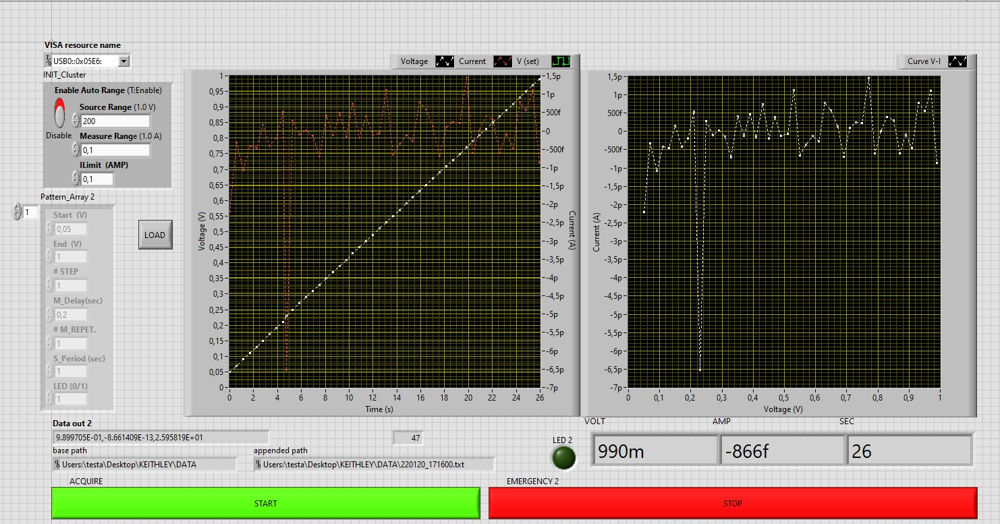 VISA resource name
USB0::0x05E6:
INIT_Cluster
Enable Auto Range (T:Enable)
Source Range (1.0 V)
200
Disable
Measure Range (1.0 A)
0,1
ILimit (AMP)
0,1
Pattern_Array 2
1
Start (V)
0,05
End (V)
1
# STEP
1
M_Delay(sec)
0,2
# M_REPET.
1
S_Period (sec)
1
LED (0/1)
1
LOAD
Voltage Current V (set)
1
0,95
0,9
0,85
0,8
0,75
0,7
0,65
0,6
0,55
0,5
0,45
0,4
0,35
0,3
0,25
0,2
0,15
0,1
0,05
0
Voltage (V)
0 2 4 6 8 10 12 14 16 18 20 22 24 26
Time (s)
1,5p
1p
500f
0
-500f
-1p
-1,5p
-2p
-2,5p
-3p
-3,5p
-4p
-4,5p
-5p
-5,5p
-6p
-6,5p
-7p
Current (A)
Curve V-I
1,5p
1p
500f
0
-500f
-1p
-1,5p
-2p
-2,5p
-3p
-3,5p
-4p
-4,5p
-5p
-5,5p
-6p
-6,5p
-7p
Current (A)
0 0,1 0,2 0,3 0,4 0,5 0,6 0,7 0,8 0,9 1
Voltage (V)
Data out 2
9.899705E-01,-8.661409E-13,2.595819E+01
47
base path
Users:\testa\Desktop\KEITHLEY\DATA
appended path
Users:\testa\Desktop\KEITHLEY\DATA\220120_171600.txt
LED 2
VOLT AMP SEC
990m -866f 26
ACQUIRE
START
EMERGENCY 2
STOP